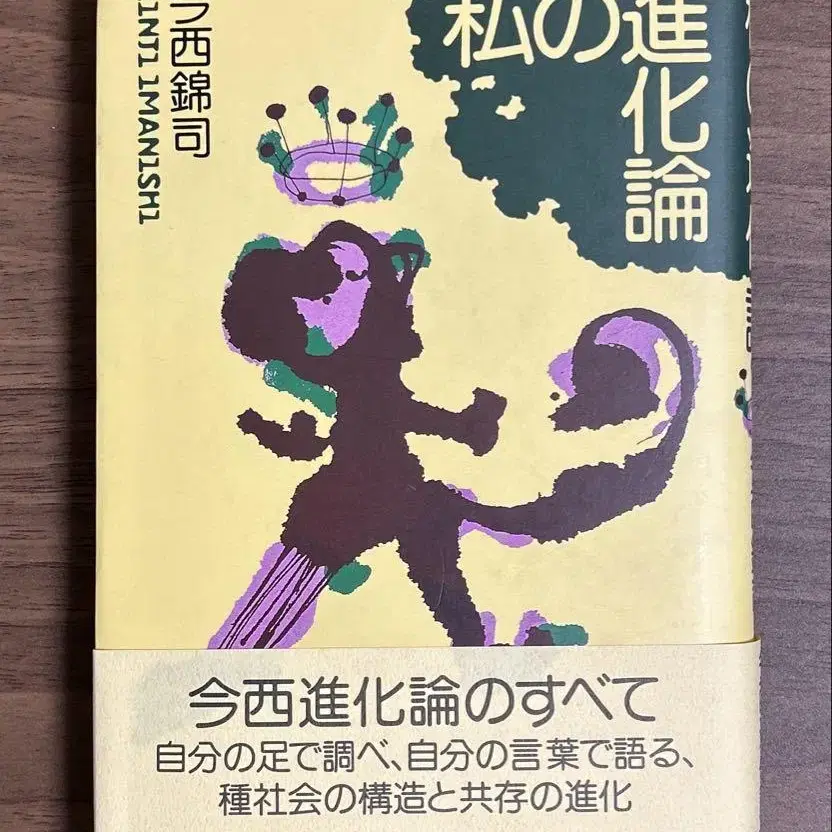 私の
進化論
今西錦司
INJI IMANISHI
今西進化論のすべて
自分の足で調べ、自分の言葉で語る、
種社会の構造と共存の進化